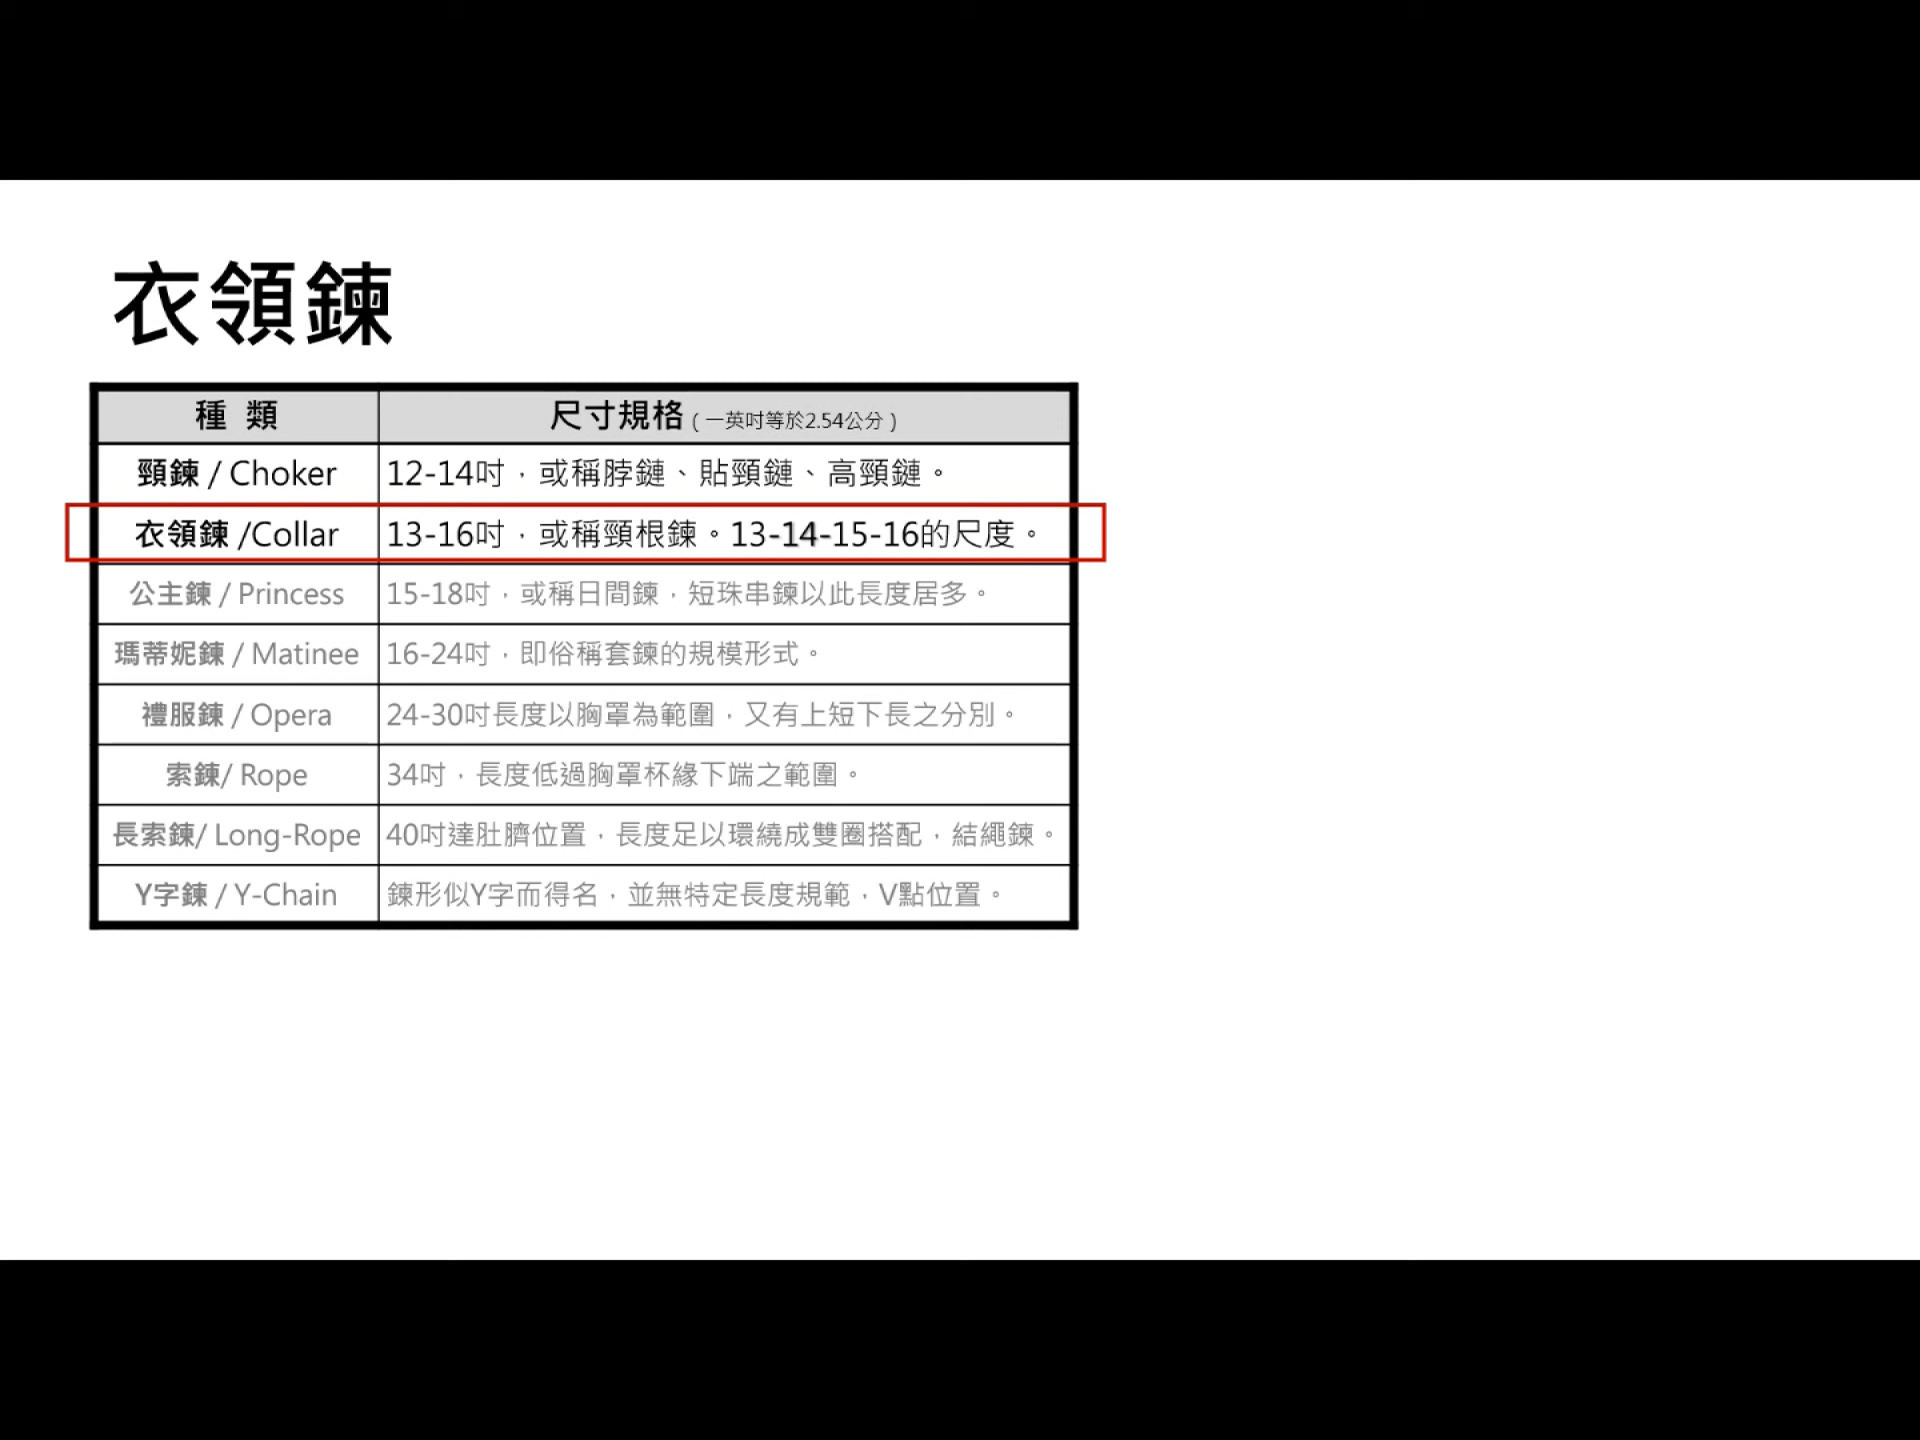 衣領鍊
種 類 尺寸規格 ( 一英吋等於2.54公分 )
頸鍊 / Choker 12-14吋，或稱脖鏈、貼頸鏈、高頸鏈。
衣領鍊 /Collar 13-16吋，或稱頸根鍊。13-14-15-16的尺度。
公主鍊 / Princess 15-18吋，或稱日間鍊，短珠串鍊以此長度居多。
瑪蒂妮鍊 / Matinee 16-24吋，即俗稱套鍊的規模形式。
禮服鍊 / Opera 24-30吋長度以胸罩為範圍，又有上短下長之分別。
索鍊/ Rope 34吋，長度低過胸罩杯緣下端之範圍。
長索鍊/ Long-Rope 40吋達肚臍位置，長度足以環繞成雙圈搭配，結繩鍊。
Y字鍊 / Y-Chain 鍊形似Y字而得名，並無特定長度規範，V點位置。